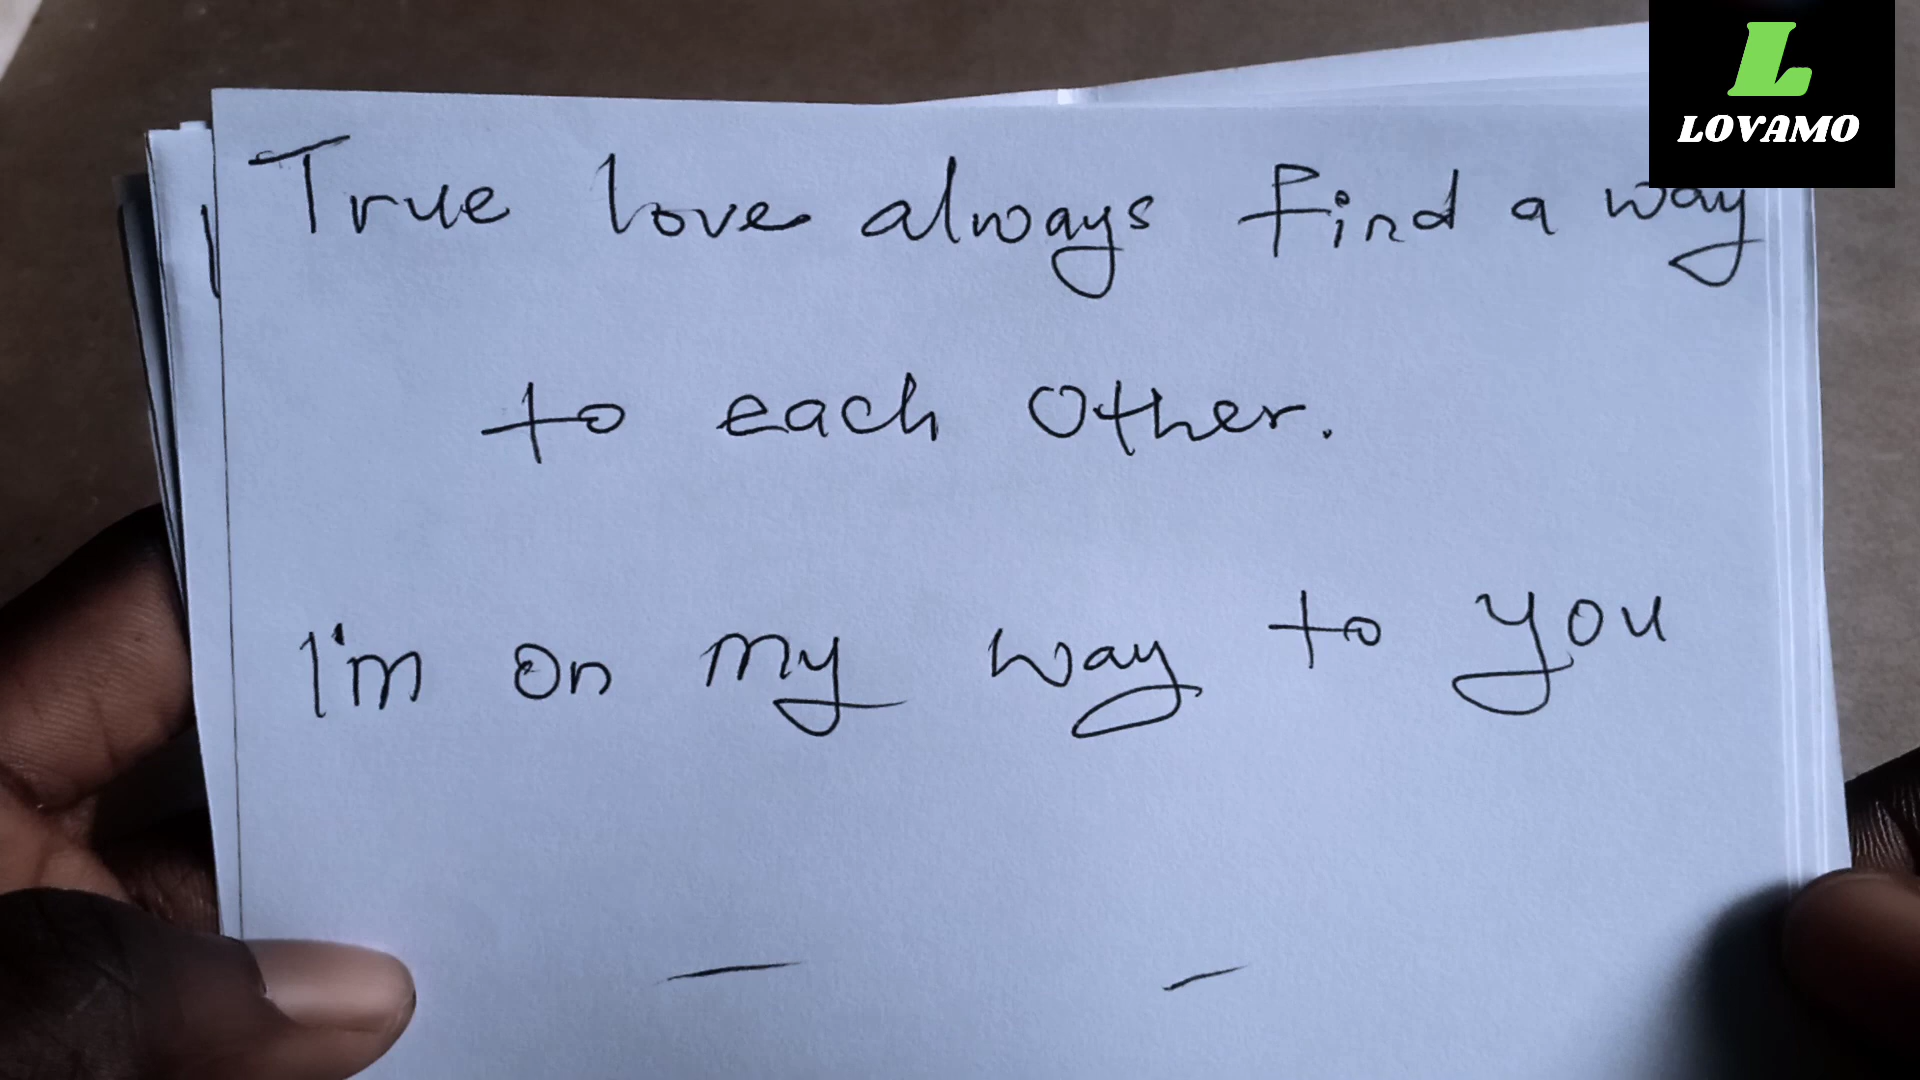 L
LOVAMO
True love always find a way
to each other.
I'm on my way to you